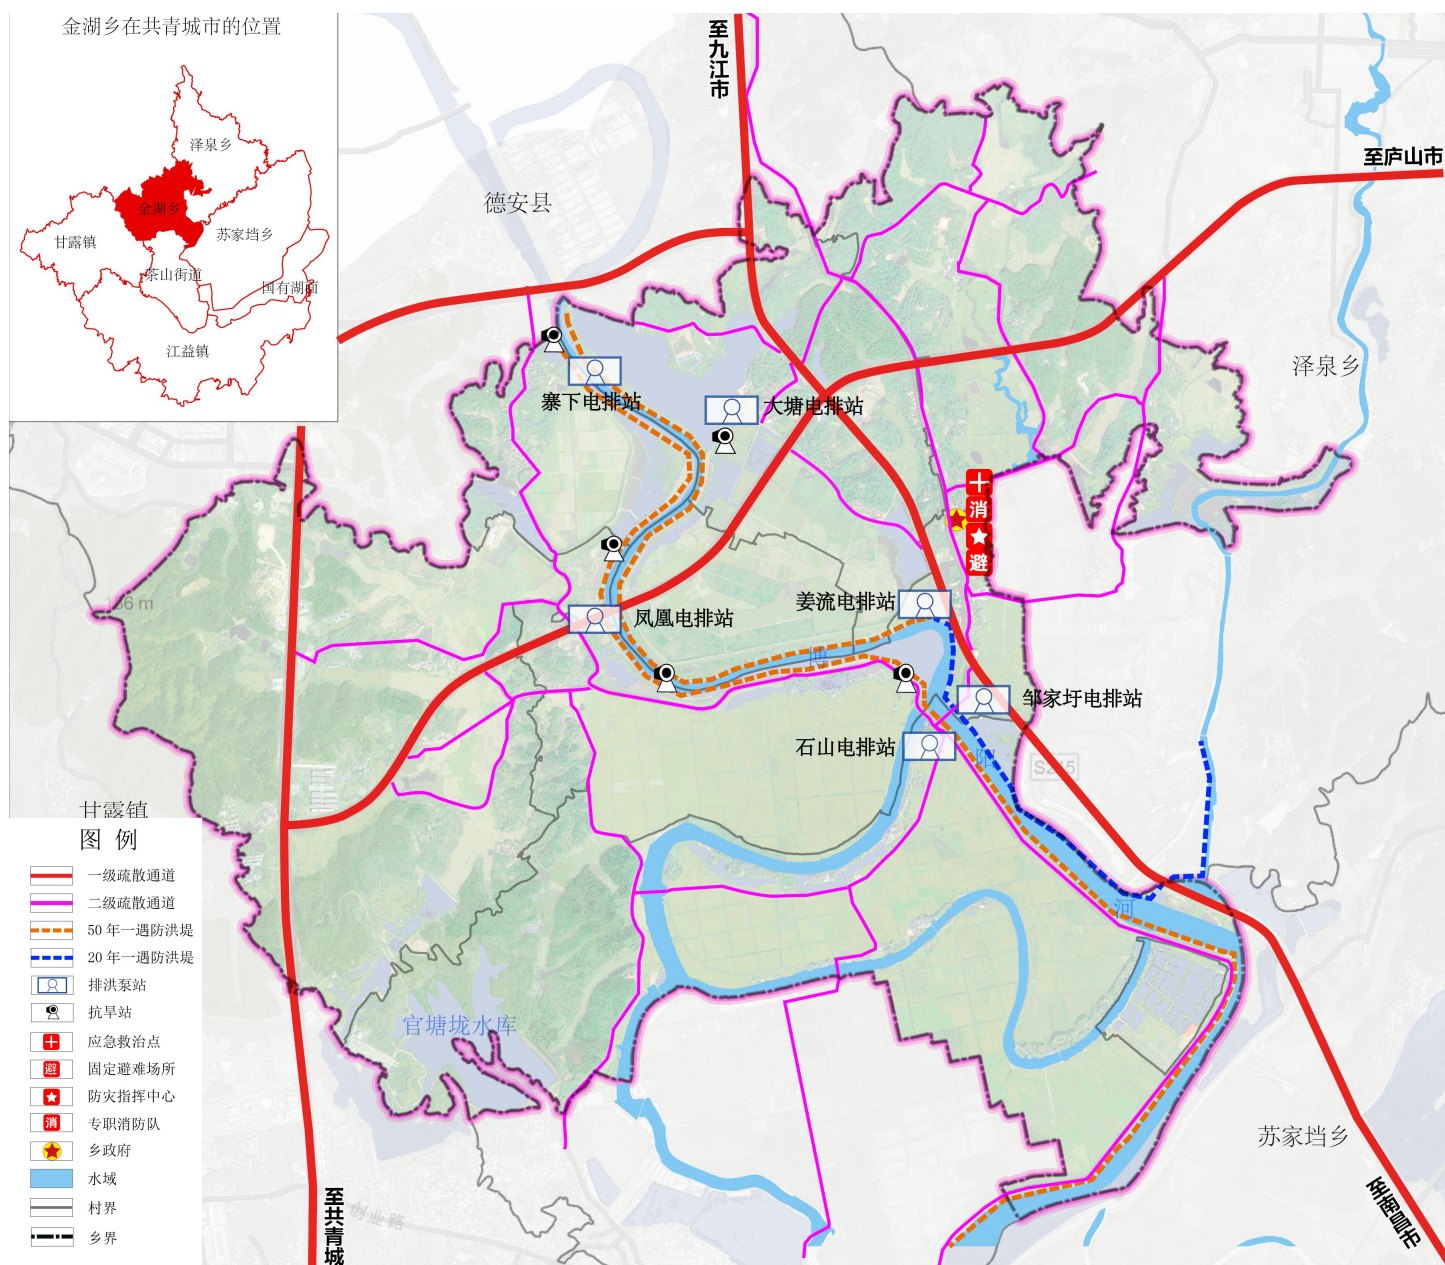 金湖乡在共青城市的位置
泽泉乡
金湖乡
苏家垱乡
甘露镇
茶山街道
国有湖面
江益镇
至九江市
至庐山市
德安县
泽泉乡
寨下电排站
大塘电排站
消
避
136 m
姜流电排站
凤凰电排站
博
邹家圩电排站
石山电排站
阳
S215
甘露镇
河
官塘垅水库
苏家垱乡
创业路
至共青城
至南昌市
图 例
一级疏散通道
二级疏散通道
50 年一遇防洪堤
20 年一遇防洪堤
排洪泵站
抗旱站
应急救治点
避 固定避难场所
防灾指挥中心
消 专职消防队
乡政府
水域
村界
乡界